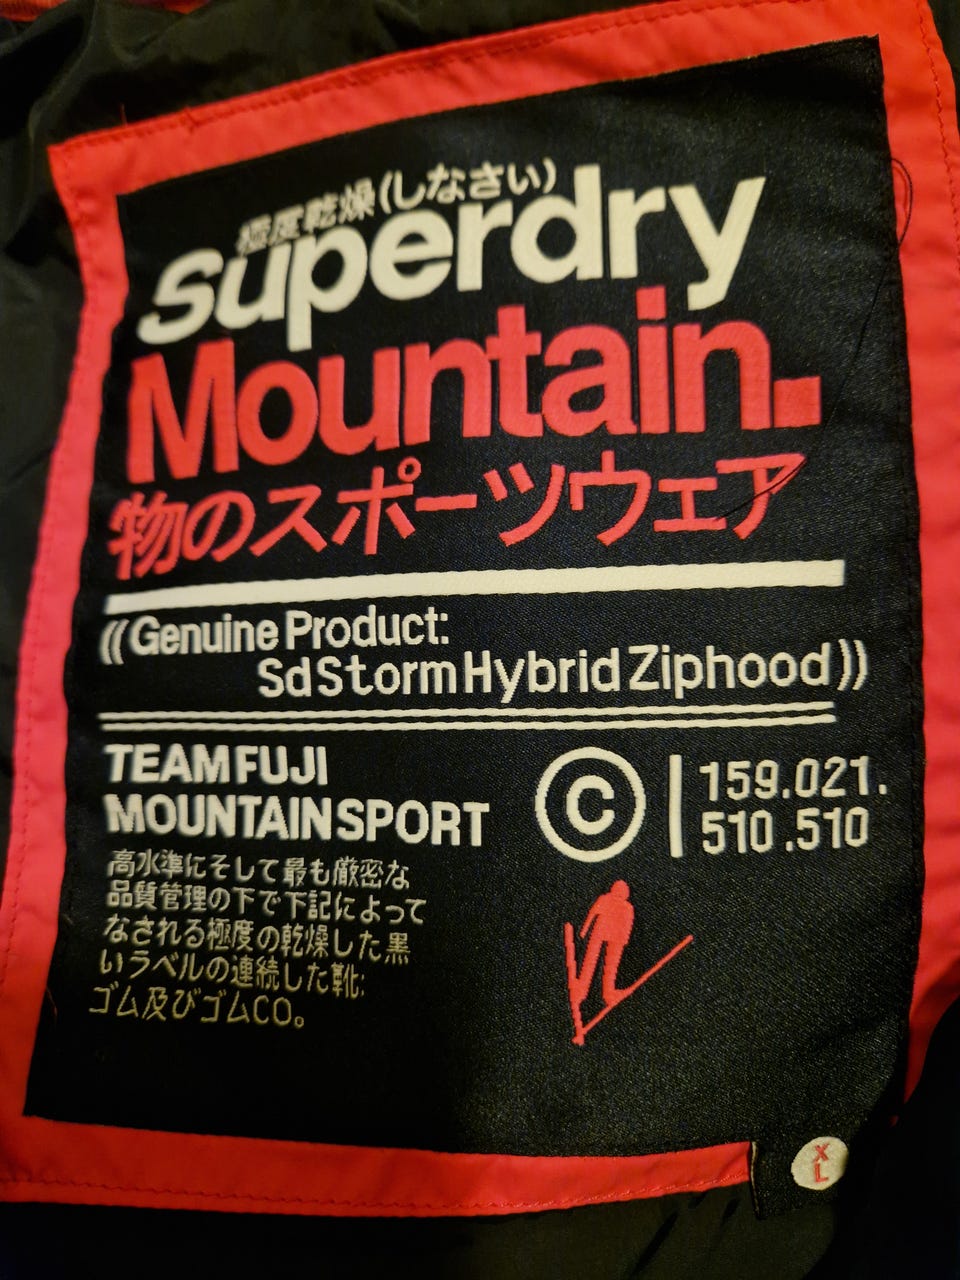 極度乾燥(しなさい)
Superdry
Mountain.
物のスポーツウェア
((Genuine Product:
Sd Storm Hybrid Ziphood))
TEAM FUJI
MOUNTAIN SPORT
高水準にそして最も厳密な
品質管理の下で下記によって
なされる極度の乾燥した黒
いラベルの連続した靴:
ゴム及びゴムCO。
©
159.021.
510.510
XL